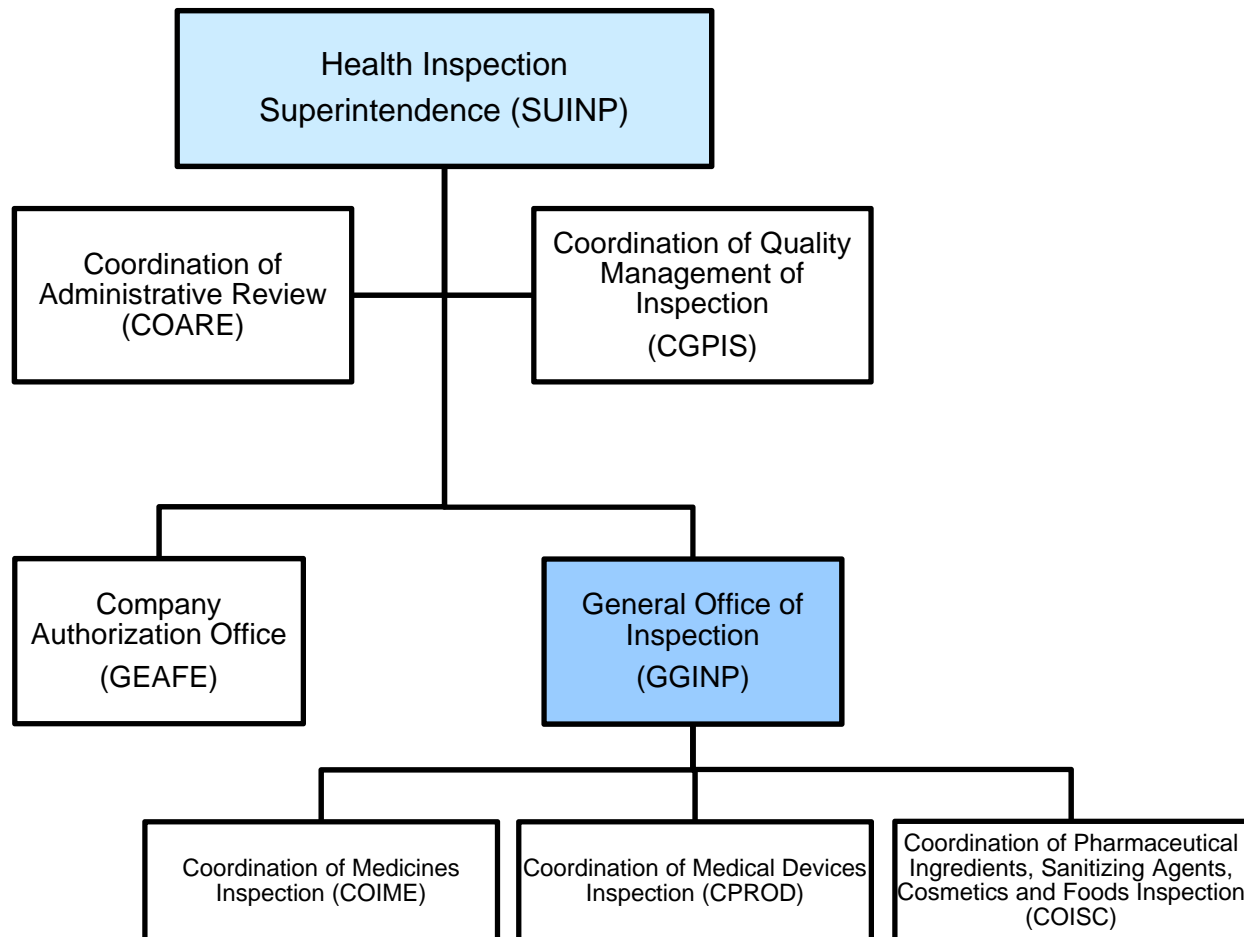 Health Inspection
Superintendence (SUINP)
Coordination of
Administrative Review
(COARE)
Coordination of Quality
Management of
Inspection
(CGPIS)
Company
Authorization Office
(GEAFE)
General Office of
Inspection
(GGINP)
Coordination of Medicines
Inspection (COIME)
Coordination of Medical Devices
Inspection (CPROD)
Coordination of Pharmaceutical
Ingredients, Sanitizing Agents,
Cosmetics and Foods Inspection
(COISC)